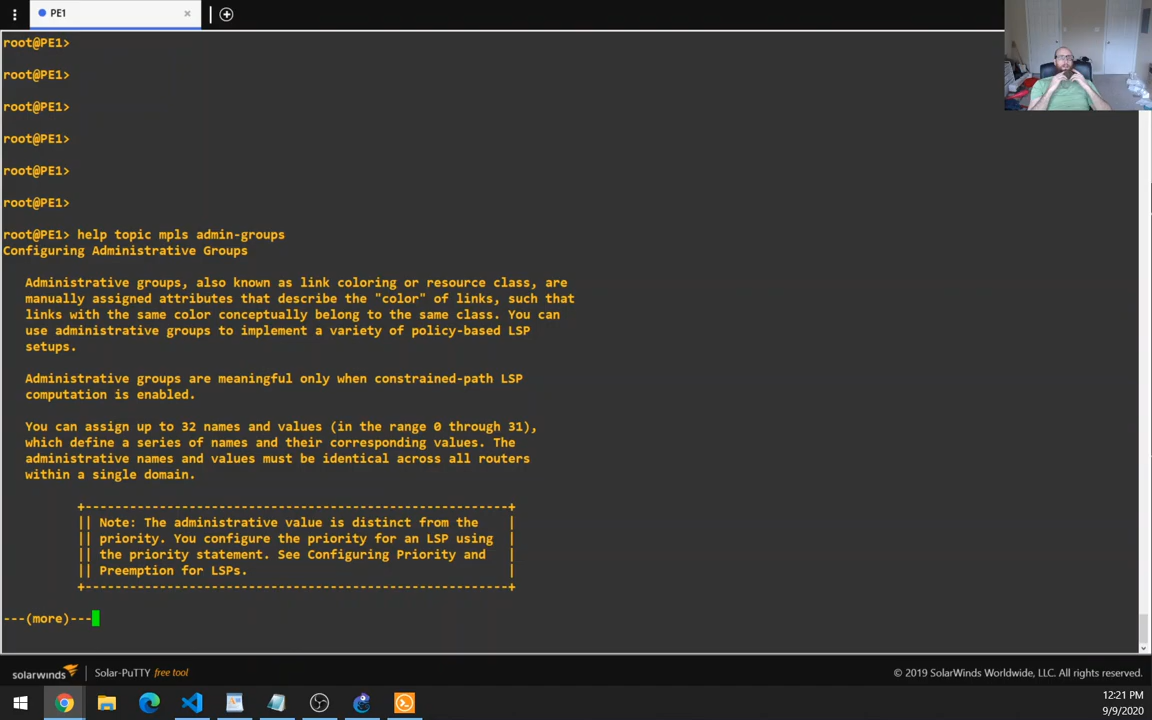 PE1
root@PE1>
root@PE1>
root@PE1>
root@PE1>
root@PE1>
root@PE1>
root@PE1> help topic mpls admin-groups
Configuring Administrative Groups
Administrative groups, also known as link coloring or resource class, are
manually assigned attributes that describe the "color" of links, such that
links with the same color conceptually belong to the same class. You can
use administrative groups to implement a variety of policy-based LSP
setups.
Administrative groups are meaningful only when constrained-path LSP
computation is enabled.
You can assign up to 32 names and values (in the range 0 through 31),
which define a series of names and their corresponding values. The
administrative names and values must be identical across all routers
within a single domain.
+----------------------------------------------------------+
|| Note: The administrative value is distinct from the |
|| priority. You configure the priority for an LSP using |
|| the priority statement. See Configuring Priority and |
|| Preemption for LSPs. |
+----------------------------------------------------------+
---(more)---
solarwinds Solar-PuTTY free tool © 2019 SolarWinds Worldwide, LLC. All rights reserved.
12:21 PM
9/9/2020